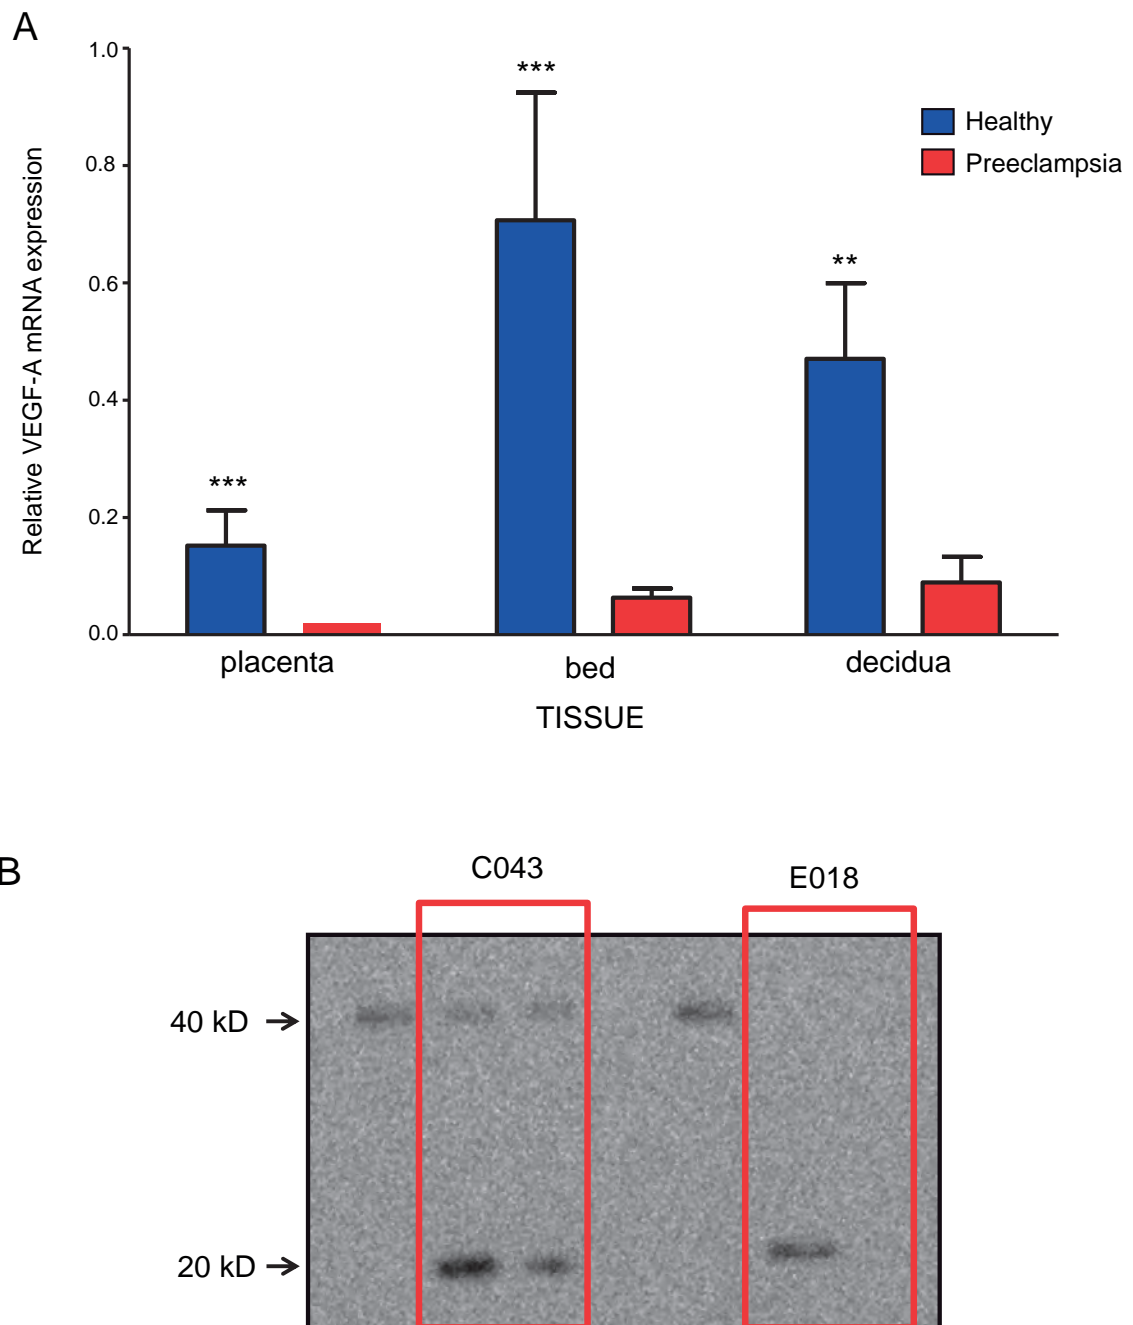 A
1.0
0.8
0.6
0.4
0.2
0.0
Relative VEGF-A mRNA expression
***
***
**
Healthy
Preeclampsia
placenta
bed
decidua
TISSUE
B
C043
E018
40 kD
20 kD